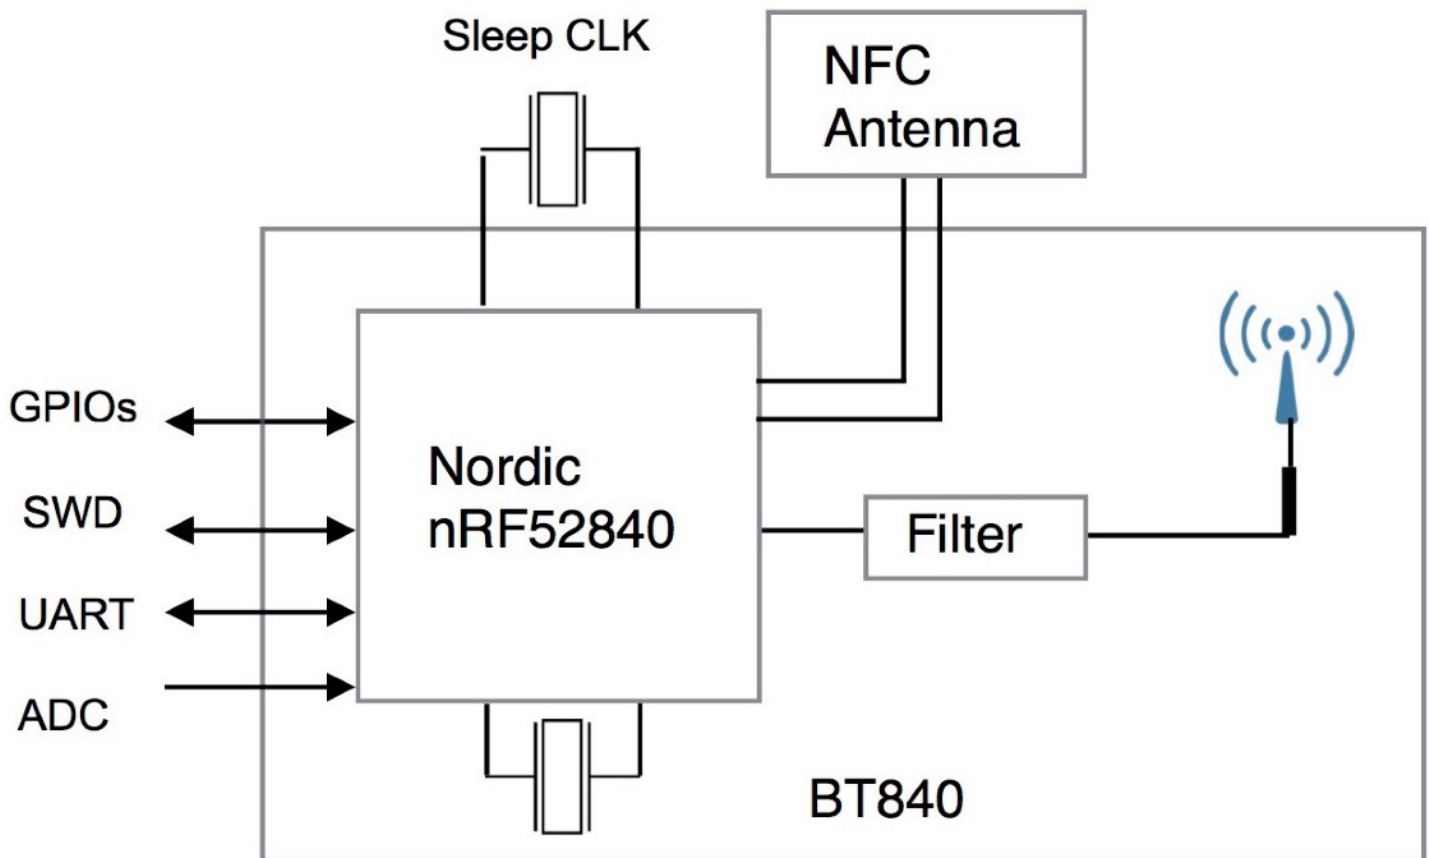 Sleep CLK
NFC
Antenna
GPIOs
SWD
UART
ADC
Nordic
nRF52840
Filter
BT840